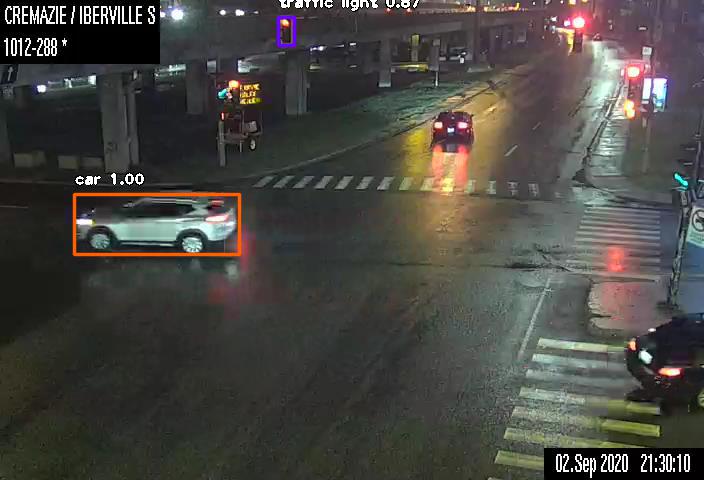 CREMAZIE / IBERVILLE S
1012-288 *
traffic light 0.87
car 1.00
02.Sep 2020 21:30:10